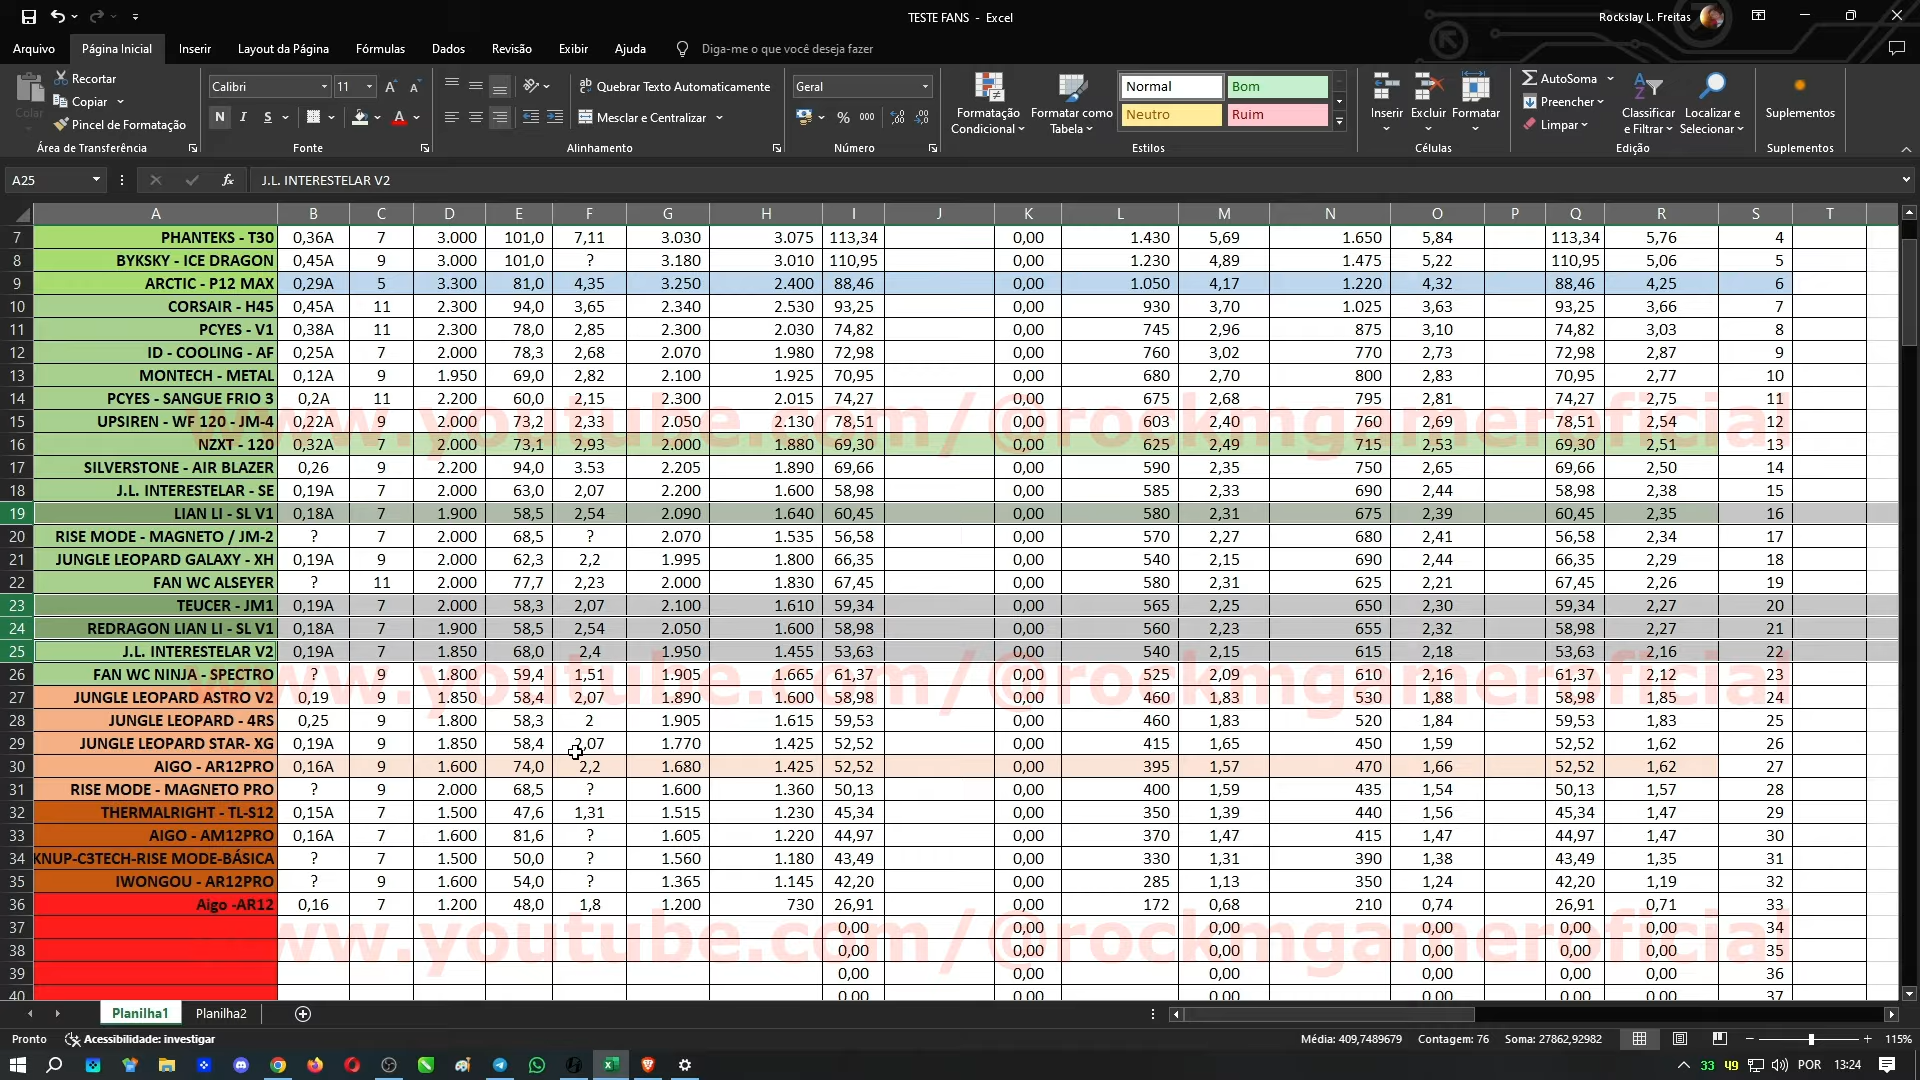 TESTE FANS - Excel
Rockslay L. Freitas
Arquivo Página Inicial Inserir Layout da Página Fórmulas Dados Revisão Exibir Ajuda Diga-me o que você deseja fazer
Colar
Recortar
Copiar
Pincel de Formatação
Área de Transferência
Calibri 11
N I S
Fonte
Quebrar Texto Automaticamente
Mesclar e Centralizar
Alinhamento
Geral
% 000
Número
Formatação Condicional
Formatar como Tabela
Normal Bom
Neutro Ruim
Estilos
Inserir Excluir Formatar
Células
AutoSoma
Preencher
Limpar
Classificar e Filtrar
Localizar e Selecionar
Edição
Suplementos
Suplementos
A25 fx J.L. INTERESTELAR V2
A B C D E F G H I J K L M N O P Q R S T
7 PHANTEKS - T30 0,36A 7 3.000 101,0 7,11 3.030 3.075 113,34 0,00 1.430 5,69 1.650 5,84 113,34 5,76 4
8 BYKSKY - ICE DRAGON 0,45A 9 3.000 101,0 ? 3.180 3.010 110,95 0,00 1.230 4,89 1.475 5,22 110,95 5,06 5
9 ARCTIC - P12 MAX 0,29A 5 3.300 81,0 4,35 3.250 2.400 88,46 0,00 1.050 4,17 1.220 4,32 88,46 4,25 6
10 CORSAIR - H45 0,45A 11 2.300 94,0 3,65 2.340 2.530 93,25 0,00 930 3,70 1.025 3,63 93,25 3,66 7
11 PCYES - V1 0,38A 11 2.300 78,0 2,85 2.300 2.030 74,82 0,00 745 2,96 875 3,10 74,82 3,03 8
12 ID - COOLING - AF 0,25A 7 2.000 78,3 2,68 2.070 1.980 72,98 0,00 760 3,02 770 2,73 72,98 2,87 9
13 MONTECH - METAL 0,12A 9 1.950 69,0 2,82 2.100 1.925 70,95 0,00 680 2,70 800 2,83 70,95 2,77 10
14 PCYES - SANGUE FRIO 3 0,2A 11 2.200 60,0 2,15 2.300 2.015 74,27 0,00 675 2,68 795 2,81 74,27 2,75 11
15 UPSIREN - WF 120 - JM-4 0,22A 9 2.000 73,2 2,33 2.050 2.130 78,51 0,00 603 2,40 760 2,69 78,51 2,54 12
www.youtube.com/@rockmgameroficial
16 NZXT - 120 0,32A 7 2.000 73,1 2,93 2.000 1.880 69,30 0,00 625 2,49 715 2,53 69,30 2,51 13
17 SILVERSTONE - AIR BLAZER 0,26 9 2.200 94,0 3.53 2.205 1.890 69,66 0,00 590 2,35 750 2,65 69,66 2,50 14
18 J.L. INTERESTELAR - SE 0,19A 7 2.000 63,0 2,07 2.200 1.600 58,98 0,00 585 2,33 690 2,44 58,98 2,38 15
19 LIAN LI - SL V1 0,18A 7 1.900 58,5 2,54 2.090 1.640 60,45 0,00 580 2,31 675 2,39 60,45 2,35 16
20 RISE MODE - MAGNETO / JM-2 ? 7 2.000 68,5 ? 2.070 1.535 56,58 0,00 570 2,27 680 2,41 56,58 2,34 17
21 JUNGLE LEOPARD GALAXY - XH 0,19A 9 2.000 62,3 2,2 1.995 1.800 66,35 0,00 540 2,15 690 2,44 66,35 2,29 18
22 FAN WC ALSEYER ? 11 2.000 77,7 2,23 2.000 1.830 67,45 0,00 580 2,31 625 2,21 67,45 2,26 19
23 TEUCER - JM1 0,19A 7 2.000 58,3 2,07 2.100 1.610 59,34 0,00 565 2,25 650 2,30 59,34 2,27 20
24 REDRAGON LIAN LI - SL V1 0,18A 7 1.900 58,5 2,54 2.050 1.600 58,98 0,00 560 2,23 655 2,32 58,98 2,27 21
25 J.L. INTERESTELAR V2 0,19A 7 1.850 68,0 2,4 1.950 1.455 53,63 0,00 540 2,15 615 2,18 53,63 2,16 22
26 FAN WC NINJA - SPECTRO ? 9 1.800 59,4 1,51 1.905 1.665 61,37 0,00 525 2,09 610 2,16 61,37 2,12 23
www.youtube.com/@rockmgameroficial
27 JUNGLE LEOPARD ASTRO V2 0,19 9 1.850 58,4 2,07 1.890 1.600 58,98 0,00 460 1,83 530 1,88 58,98 1,85 24
28 JUNGLE LEOPARD - 4RS 0,25 9 1.800 58,3 2 1.905 1.615 59,53 0,00 460 1,83 520 1,84 59,53 1,83 25
29 JUNGLE LEOPARD STAR- XG 0,19A 9 1.850 58,4 2,07 1.770 1.425 52,52 0,00 415 1,65 450 1,59 52,52 1,62 26
30 AIGO - AR12PRO 0,16A 9 1.600 74,0 2,2 1.680 1.425 52,52 0,00 395 1,57 470 1,66 52,52 1,62 27
31 RISE MODE - MAGNETO PRO ? 9 2.000 68,5 ? 1.600 1.360 50,13 0,00 400 1,59 435 1,54 50,13 1,57 28
32 THERMALRIGHT - TL-S12 0,15A 7 1.500 47,6 1,31 1.515 1.230 45,34 0,00 350 1,39 440 1,56 45,34 1,47 29
33 AIGO - AM12PRO 0,16A 7 1.600 81,6 ? 1.605 1.220 44,97 0,00 370 1,47 415 1,47 44,97 1,47 30
34 KNUP-C3TECH-RISE MODE-BÁSICA ? 7 1.500 50,0 ? 1.560 1.180 43,49 0,00 330 1,31 390 1,38 43,49 1,35 31
35 IWONGOU - AR12PRO ? 9 1.600 54,0 ? 1.365 1.145 42,20 0,00 285 1,13 350 1,24 42,20 1,19 32
36 Aigo -AR12 0,16 7 1.200 48,0 1,8 1.200 730 26,91 0,00 172 0,68 210 0,74 26,91 0,71 33
37 0,00 0,00 0,00 0,00 0,00 0,00 34
www.youtube.com/@rockmgameroficial
38 0,00 0,00 0,00 0,00 0,00 0,00 35
39 0,00 0,00 0,00 0,00 0,00 0,00 36
40 0,00 0,00 0,00 0,00 0,00 0,00 37
Planilha1 Planilha2
Pronto Acessibilidade: investigar Média: 409,7489679 Contagem: 76 Soma: 27862,92982 115%
33 49 POR 13:24